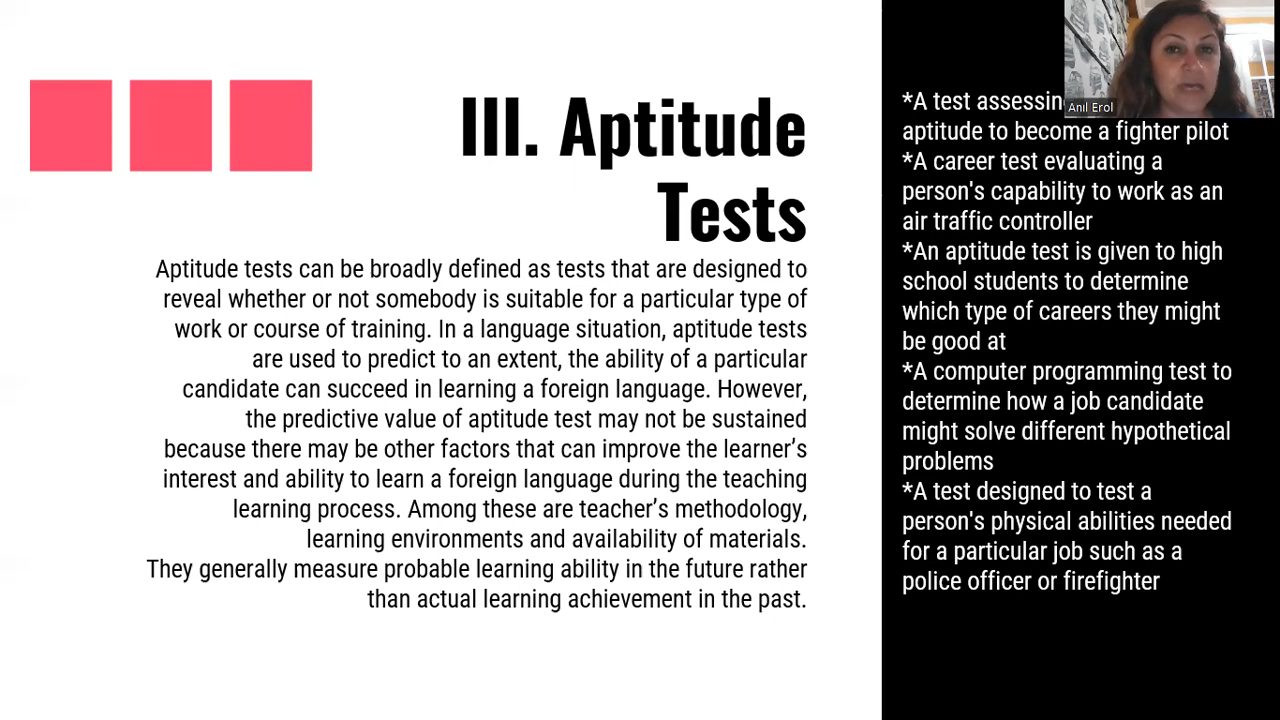 III. Aptitude
Tests
Aptitude tests can be broadly defined as tests that are designed to
reveal whether or not somebody is suitable for a particular type of
work or course of training. In a language situation, aptitude tests
are used to predict to an extent, the ability of a particular
candidate can succeed in learning a foreign language. However,
the predictive value of aptitude test may not be sustained
because there may be other factors that can improve the learner’s
interest and ability to learn a foreign language during the teaching
learning process. Among these are teacher’s methodology,
learning environments and availability of materials.
They generally measure probable learning ability in the future rather
than actual learning achievement in the past.
*A test
aptitude to become a fighter pilot
*A career test evaluating a
person's capability to work as an
air traffic controller
*An aptitude test is given to high
school students to determine
which type of careers they might
be good at
*A computer programming test to
determine how a job candidate
might solve different hypothetical
problems
*A test designed to test a
person's physical abilities needed
for a particular job such as a
police officer or firefighter
Anil Erol